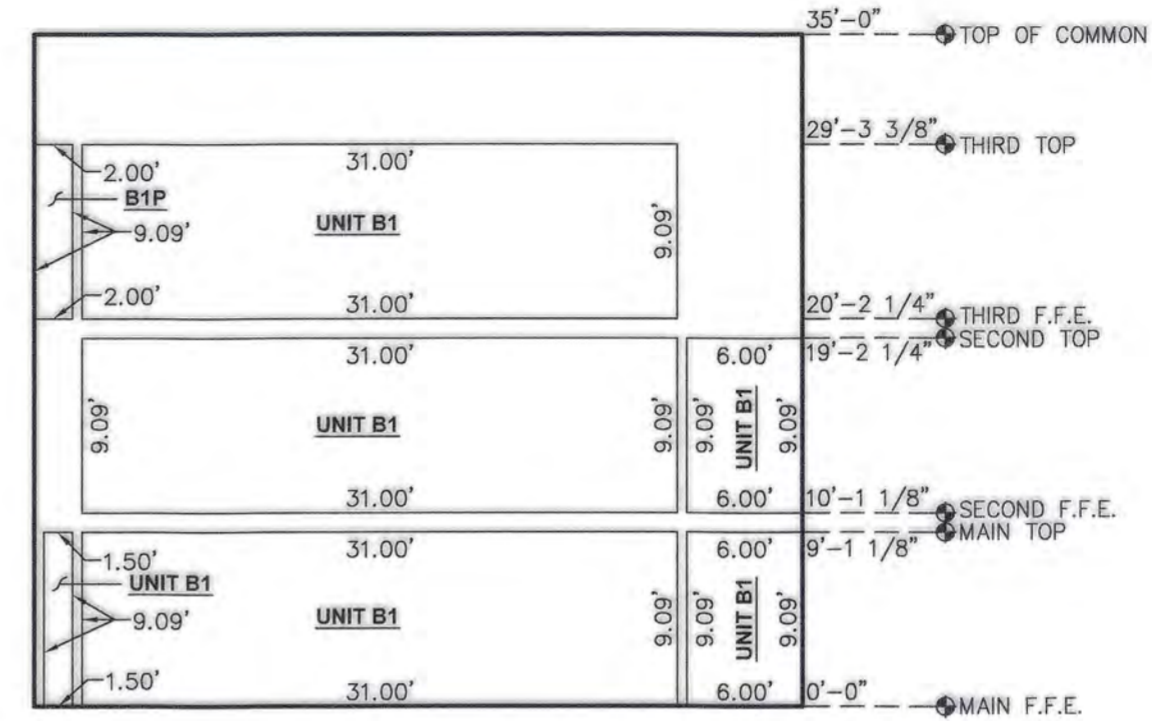 35'-0"
TOP OF COMMON
29'-3 3/8"
THIRD TOP
2.00'
31.00'
B1P
UNIT B1
9.09'
9.09'
2.00'
31.00'
20'-2 1/4"
THIRD F.F.E.
SECOND TOP
19'-2 1/4"
31.00'
6.00'
9.09'
UNIT B1
9.09'
9.09'
UNIT B1
9.09'
31.00'
6.00'
10'-1 1/8"
SECOND F.F.E.
MAIN TOP
9'-1 1/8"
1.50'
31.00'
6.00'
UNIT B1
9.09'
UNIT B1
9.09'
9.09'
UNIT B1
9.09'
1.50'
31.00'
6.00'
0'-0"
MAIN F.F.E.